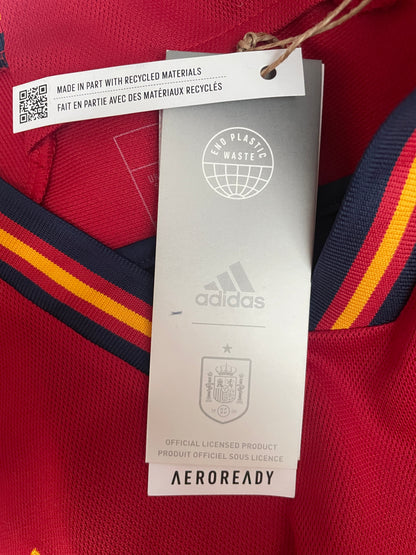 MADE IN PART WITH RECYCLED MATERIALS
FAIT EN PARTIE AVEC DES MATÉRIAUX RECYCLÉS
END PLASTIC
WASTE
adidas
OFFICIAL LICENSED PRODUCT
PRODUIT OFFICIEL SOUS LICENCE
AEROREADY